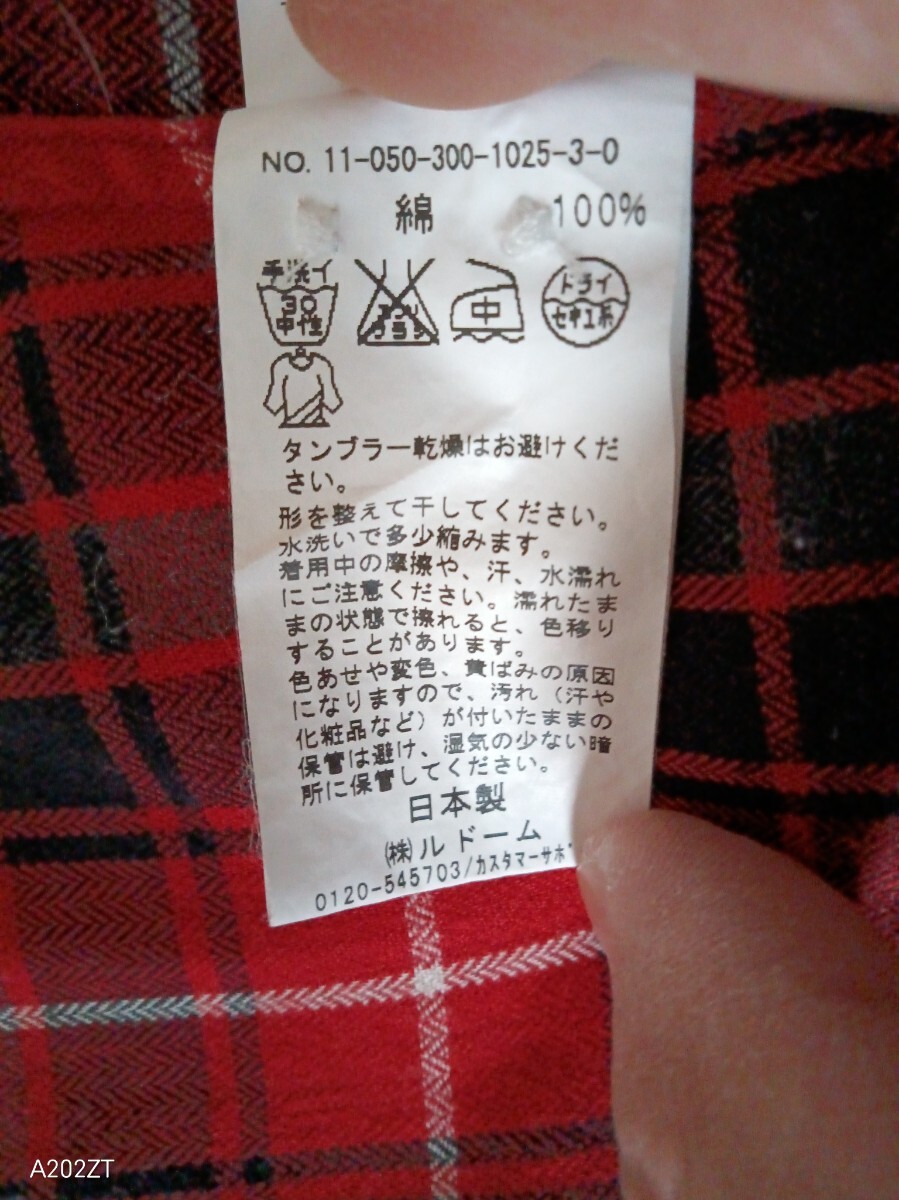 NO. 11-050-300-1025-3-0
綿 100%
手洗イ
30
中性
エンソ
サラシ
中
ドライ
セキユ系
タンブラー乾燥はお避けくだ
さい。
形を整えて干してください。
水洗いで多少縮みます。
着用中の摩擦や、汗、水濡れ
にご注意ください。濡れたま
まの状態で擦れると、色移り
することがあります。
色あせや変色、黄ばみの原因
になりますので、汚れ（汗や
化粧品など）が付いたままの
保管は避け、湿気の少ない暗
所に保管してください。
日本製
㈱ルドーム
0120-545703/カスタマーサポ
A202ZT